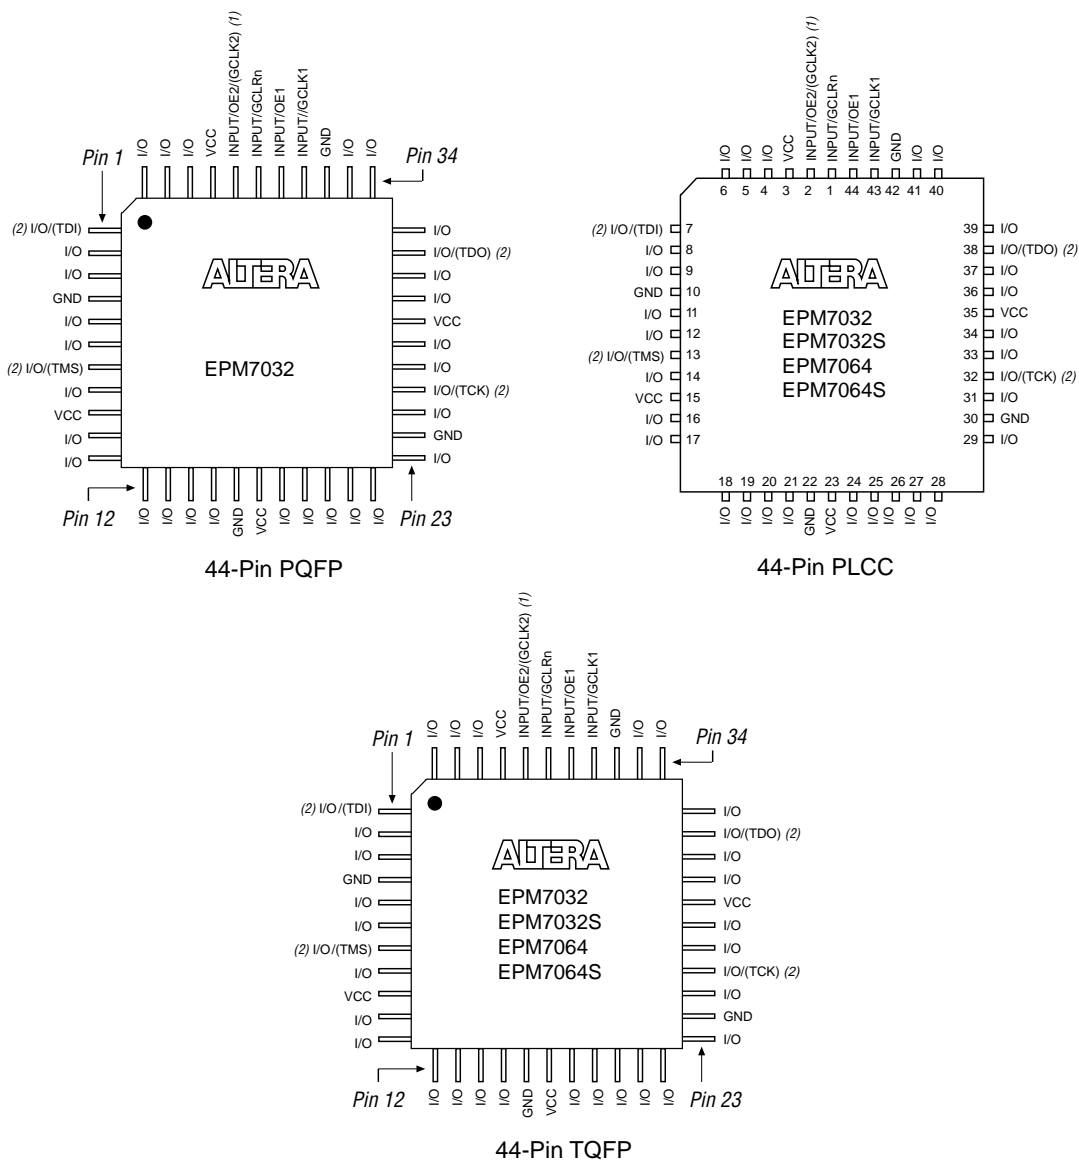 I/O
I/O
I/O
VCC
INPUT/OE2/(GCLK2) (1)
INPUT/GCLRn
INPUT/OE1
INPUT//GCLK1
GND
I/O
I/O
Pin 1
Pin 34
(2) I/O/(TDI)
I/O
I/O
GND
I/O
I/O
(2) I/O/(TMS)
I/O
VCC
I/O
I/O
ALTERA
EPM7032
I/O
I/O/(TDO) (2)
I/O
I/O
VCC
I/O
I/O
I/O/(TCK) (2)
I/O
GND
I/O
Pin 12
Pin 23
I/O
I/O
I/O
I/O
GND
VCC
I/O
I/O
I/O
I/O
I/O
44-Pin PQFP
I/O
I/O
I/O
VCC
INPUT/OE2/(GCLK2) (1)
INPUT/GCLRn
INPUT/OE1
INPUT/GCLK1
GND
I/O
I/O
6 5 4 3 2 1 44 43 42 41 40
(2) I/O/(TDI) 7
I/O 8
I/O 9
GND 10
I/O 11
I/O 12
(2) I/O/(TMS) 13
I/O 14
VCC 15
I/O 16
I/O 17
ALTERA
EPM7032
EPM7032S
EPM7064
EPM7064S
39 I/O
38 I/O/(TDO) (2)
37 I/O
36 I/O
35 VCC
34 I/O
33 I/O
32 I/O/(TCK) (2)
31 I/O
30 GND
29 I/O
18 19 20 21 22 23 24 25 26 27 28
I/O
I/O
I/O
I/O
GND
VCC
I/O
I/O
I/O
I/O
I/O
44-Pin PLCC
I/O
I/O
I/O
VCC
INPUT/OE2/(GCLK2) (1)
INPUT/GCLRn
INPUT/OE1
INPUT/GCLK1
GND
I/O
I/O
Pin 1
Pin 34
(2) I/O/(TDI)
I/O
I/O
GND
I/O
I/O
(2) I/O/(TMS)
I/O
VCC
I/O
I/O
ALTERA
EPM7032
EPM7032S
EPM7064
EPM7064S
I/O
I/O/(TDO) (2)
I/O
I/O
VCC
I/O
I/O
I/O/(TCK) (2)
I/O
GND
I/O
Pin 12
Pin 23
I/O
I/O
I/O
I/O
GND
VCC
I/O
I/O
I/O
I/O
I/O
44-Pin TQFP